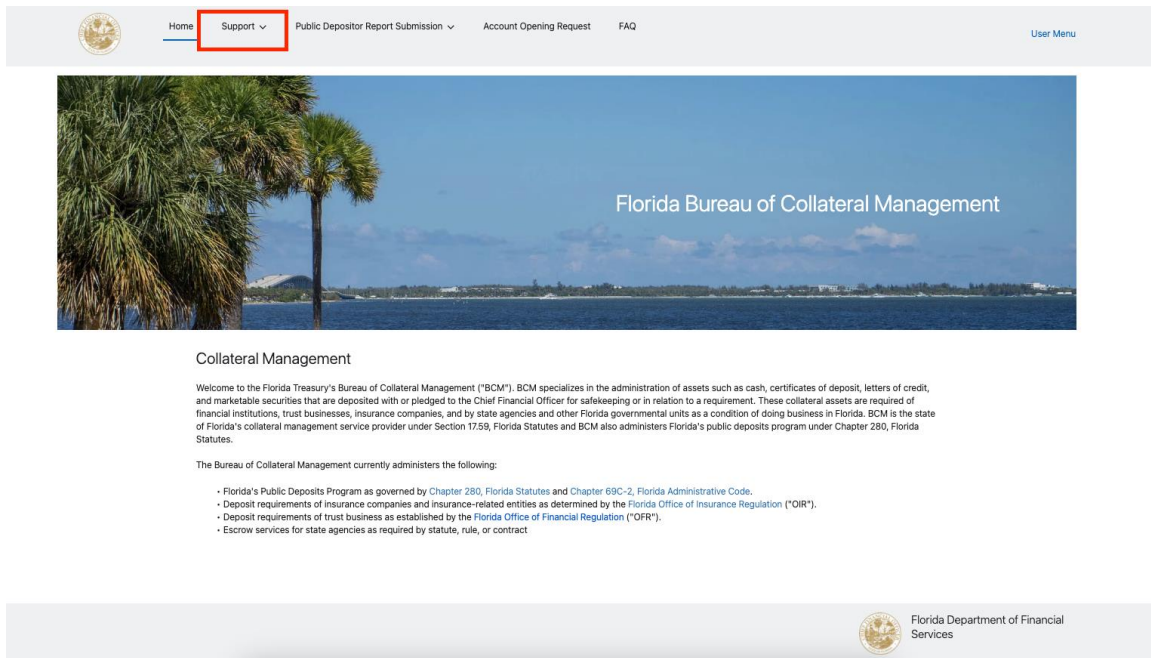 Home Support Public Depositor Report Submission Account Opening Request FAQ
User Menu
Florida Bureau of Collateral Management
Collateral Management
Welcome to the Florida Treasury's Bureau of Collateral Management ("BCM"). BCM specializes in the administration of assets such as cash, certificates of deposit, letters of credit,
and marketable securities that are deposited with or pledged to the Chief Financial Officer for safekeeping or in relation to a requirement. These collateral assets are required of
financial institutions, trust businesses, insurance companies, and by state agencies and other Florida governmental units as a condition of doing business in Florida. BCM is the state
of Florida's collateral management service provider under Section 17.59, Florida Statutes and BCM also administers Florida's public deposits program under Chapter 280, Florida
Statutes.
The Bureau of Collateral Management currently administers the following:
• Florida's Public Deposits Program as governed by Chapter 280, Florida Statutes and Chapter 69C-2, Florida Administrative Code.
• Deposit requirements of insurance companies and insurance-related entities as determined by the Florida Office of Insurance Regulation ("OIR").
• Deposit requirements of trust business as established by the Florida Office of Financial Regulation ("OFR").
• Escrow services for state agencies as required by statute, rule, or contract
Florida Department of Financial
Services